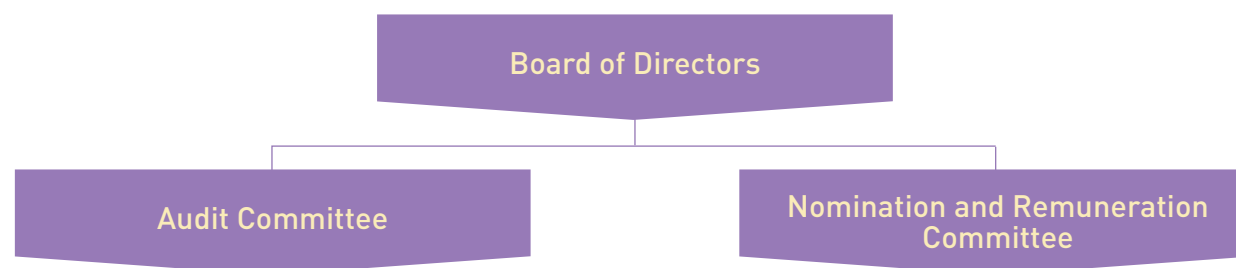 Board of Directors
Audit Committee
Nomination and Remuneration
Committee